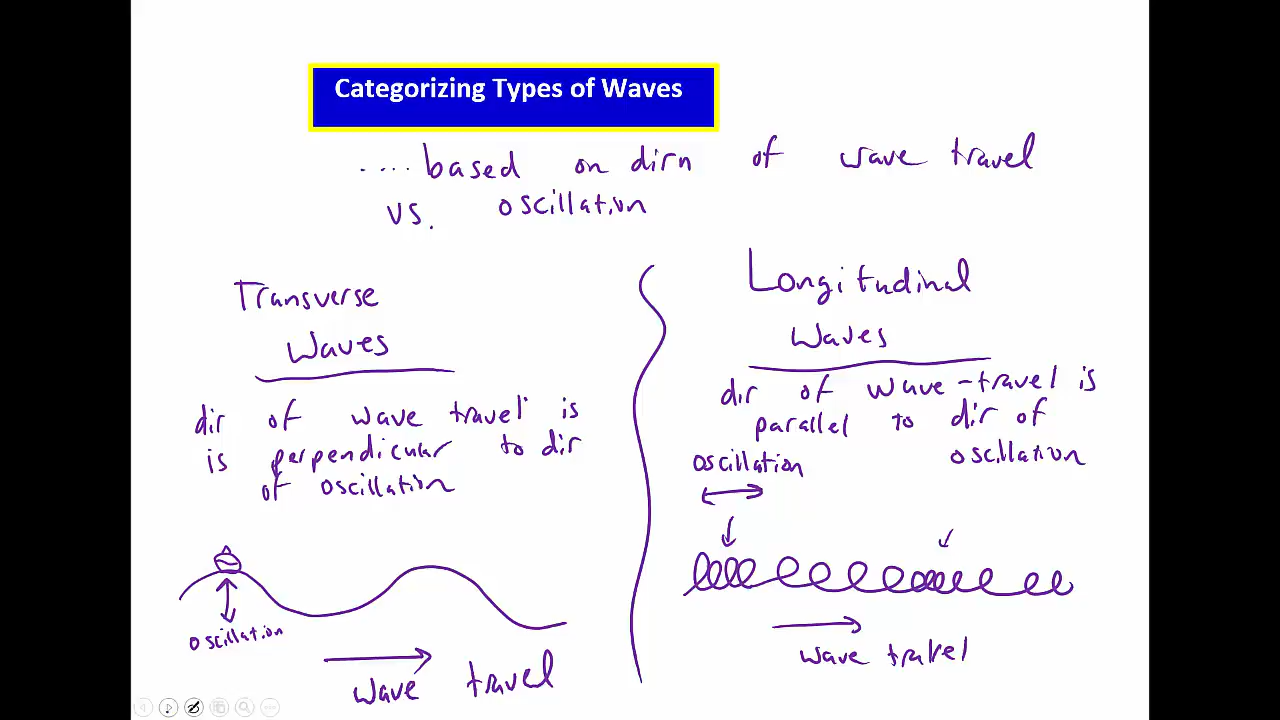 Categorizing Types of Waves
.... based on dirn of wave travel
vs. oscillation
Transverse
Waves
dir of wave travel is
is perpendicular to dir
of oscillation
oscillation
wave travel
Longitudinal
Waves
dir of wave-travel is
parallel to dir of
oscillation
oscillation
wave travel